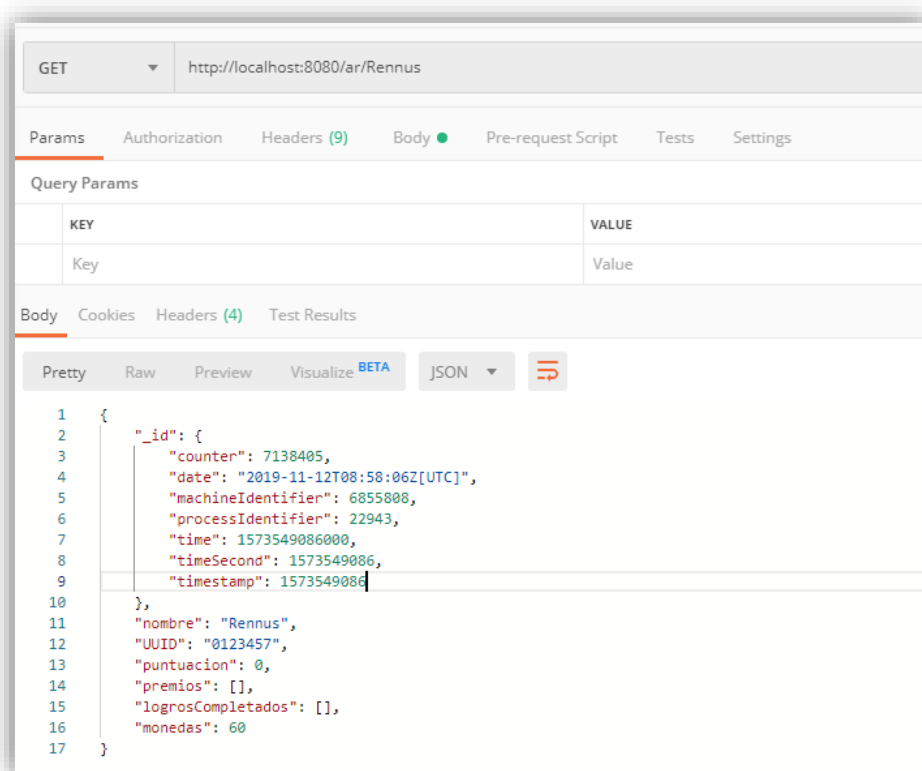 GET http://localhost:8080/ar/Rennus
Params Authorization Headers (9) Body Pre-request Script Tests Settings
Query Params
KEY VALUE
Key Value
Body Cookies Headers (4) Test Results
Pretty Raw Preview Visualize BETA JSON
1 {
2 "_id": {
3 "counter": 7138405,
4 "date": "2019-11-12T08:58:06Z[UTC]",
5 "machineIdentifier": 6855808,
6 "processIdentifier": 22943,
7 "time": 1573549086000,
8 "timeSecond": 1573549086,
9 "timestamp": 1573549086
10 },
11 "nombre": "Rennus",
12 "UUID": "0123457",
13 "puntuacion": 0,
14 "premios": [],
15 "logrosCompletados": [],
16 "monedas": 60
17 }